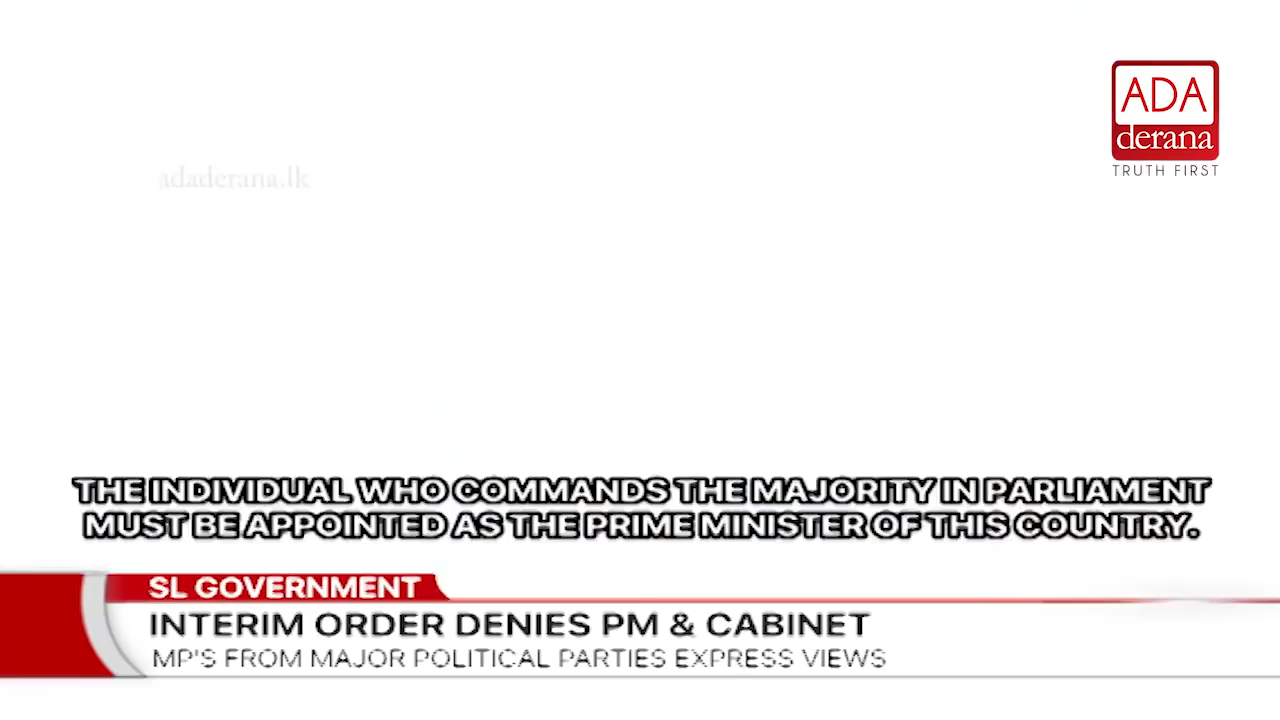 ADA
derana
TRUTH FIRST
adaderana.lk
THE INDIVIDUAL WHO COMMANDS THE MAJORITY IN PARLIAMENT
MUST BE APPOINTED AS THE PRIME MINISTER OF THIS COUNTRY.
SL GOVERNMENT
INTERIM ORDER DENIES PM & CABINET
MP'S FROM MAJOR POLITICAL PARTIES EXPRESS VIEWS